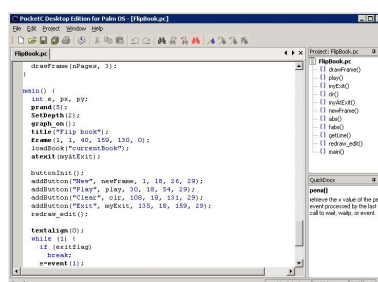 PocketC Desktop Edition for Palm OS - [FlipBook.pc]
File Edit Project Window Help
FlipBook.pc
drawFrame(nPages, 3);
}
main() {
int e, px, py;
prand(5);
SetDepth(2);
graph_on();
title("Flip book");
frame(1, 1, 40, 159, 130, 0);
loadBook("currentBook");
atexit(myAtExit);
buttonInit();
addButton("New", newFrame, 1, 18, 26, 29);
addButton("Play", play, 30, 18, 54, 29);
addButton("Clear", clr, 108, 18, 131, 29);
addButton("Exit", myExit, 135, 18, 159, 29);
redraw_edit();
textalign(0);
while (1) {
if (exitflag)
break;
e=event(1);
Project: FlipBook.pc
FlipBook.pc
{} drawFrame()
{} play()
{} myExit()
{} clr()
{} myAtExit()
{} newFrame()
{} abs()
{} fabs()
{} getLine()
{} redraw_edit()
{} main()
QuickDocs
penx()
retrieve the x value of the pe
event processed by the last
call to wait, waitp, or event.